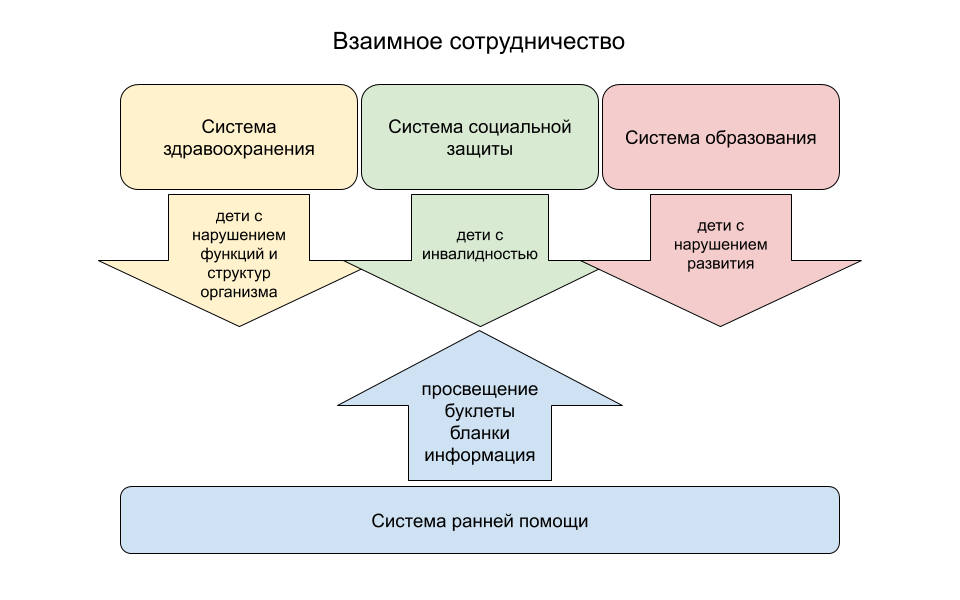 Взаимное сотрудничество
Система
здравоохранения
Система социальной
защиты
Система образования
дети с
нарушением
функций и
структур
организма
дети с
инвалидностью
дети с
нарушением
развития
просвещение
буклеты
бланки
информация
Система ранней помощи